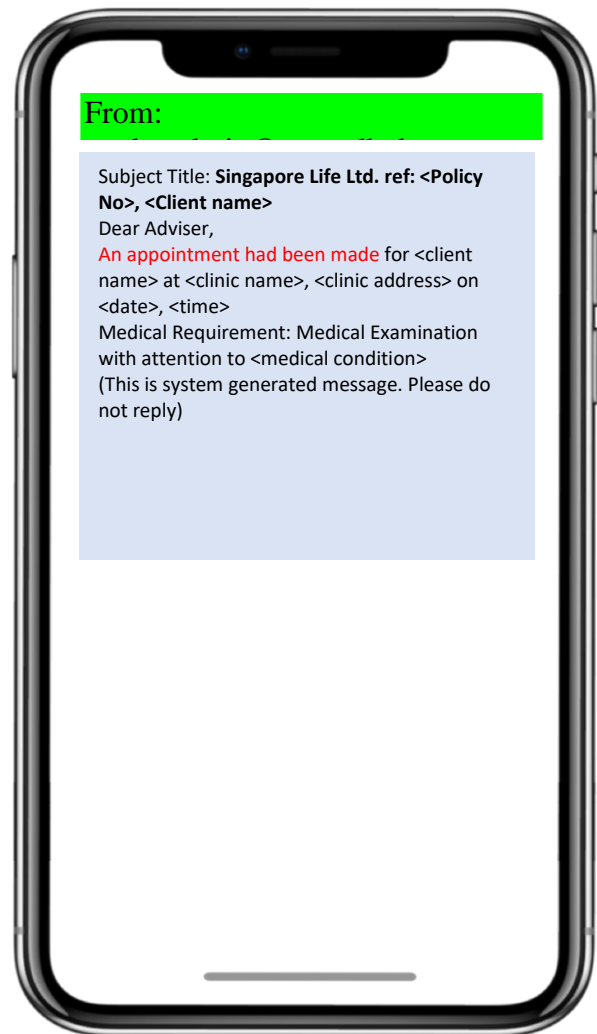 From:
Subject Title: Singapore Life Ltd. ref: <Policy
No>, <Client name>
Dear Adviser,
An appointment had been made for <client
name> at <clinic name>, <clinic address> on
<date>, <time>
Medical Requirement: Medical Examination
with attention to <medical condition>
(This is system generated message. Please do
not reply)